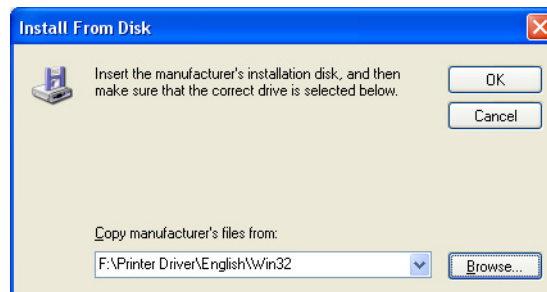 Install From Disk
Insert the manufacturer's installation disk, and then
make sure that the correct drive is selected below.
OK
Cancel
Copy manufacturer's files from:
F:\Printer Driver\English\Win32
Browse...